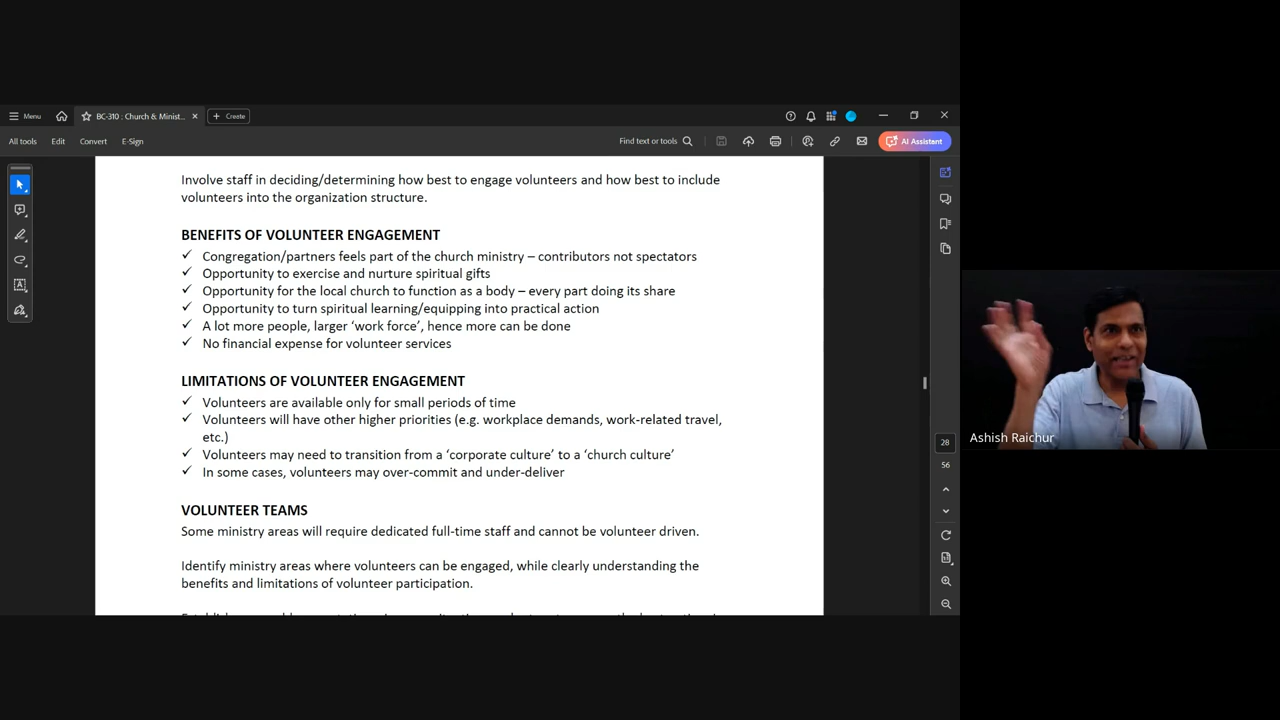 Menu
BC-310 : Church & Minist...
Create
All tools
Edit
Convert
E-Sign
Find text or tools
AI Assistant
Involve staff in deciding/determining how best to engage volunteers and how best to include
volunteers into the organization structure.
BENEFITS OF VOLUNTEER ENGAGEMENT
✓ Congregation/partners feels part of the church ministry – contributors not spectators
✓ Opportunity to exercise and nurture spiritual gifts
✓ Opportunity for the local church to function as a body – every part doing its share
✓ Opportunity to turn spiritual learning/equipping into practical action
✓ A lot more people, larger ‘work force’, hence more can be done
✓ No financial expense for volunteer services
LIMITATIONS OF VOLUNTEER ENGAGEMENT
✓ Volunteers are available only for small periods of time
✓ Volunteers will have other higher priorities (e.g. workplace demands, work-related travel,
etc.)
✓ Volunteers may need to transition from a ‘corporate culture’ to a ‘church culture’
✓ In some cases, volunteers may over-commit and under-deliver
VOLUNTEER TEAMS
Some ministry areas will require dedicated full-time staff and cannot be volunteer driven.
Identify ministry areas where volunteers can be engaged, while clearly understanding the
benefits and limitations of volunteer participation.
28
56
Ashish Raichur